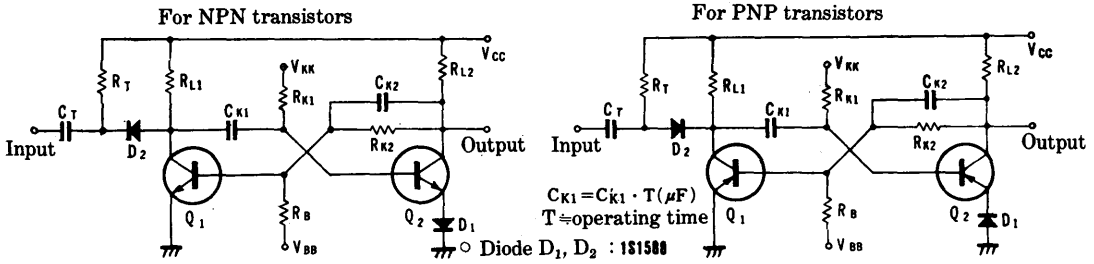 For NPN transistors
VCC
RT
RL1
VKK
RK1
CK2
RL2
CT
CK1
RK2
Input
D2
Output
Q1
RB
Q2
D1
VBB
For PNP transistors
VCC
RT
RL1
VKK
RK1
CK2
RL2
CT
CK1
RK2
Input
D2
Output
Q1
RB
Q2
D1
VBB
CK1=C'K1·T(μF)
T≒operating time
○ Diode D1, D2 : 1S1588